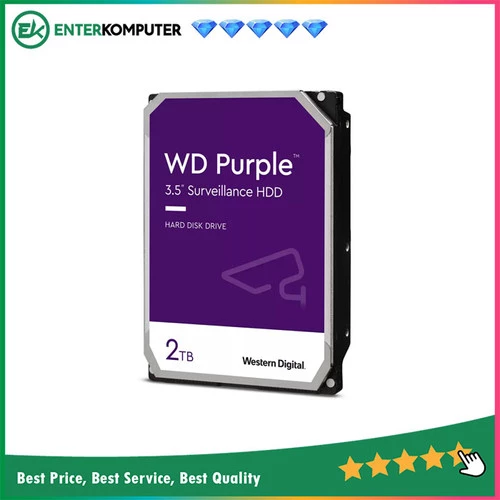 EK ENTERKOMPUTER
WD Purple™
3.5" Surveillance HDD
HARD DISK DRIVE
2TB
Western Digital.
Best Price, Best Service, Best Quality